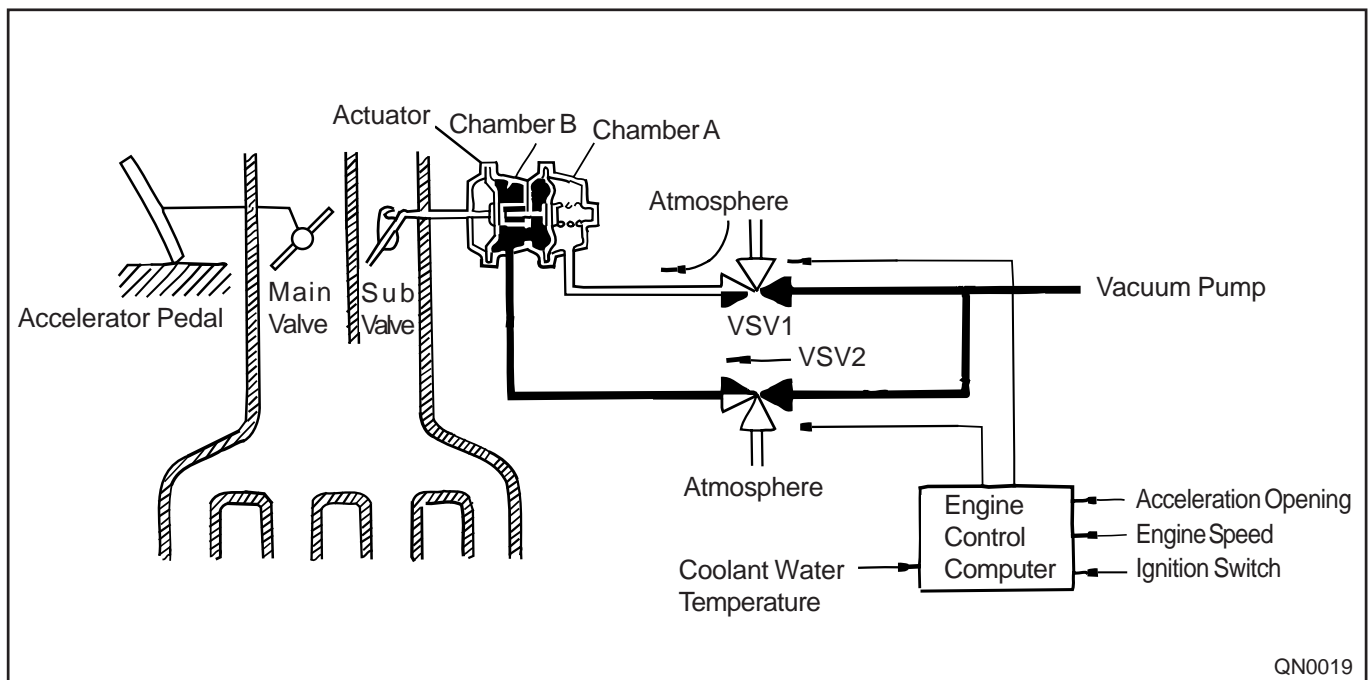 Actuator
Chamber B
Chamber A
Atmosphere
Main
Valve
Sub
Valve
Accelerator Pedal
Vacuum Pump
VSV1
VSV2
Atmosphere
Engine
Control
Computer
Acceleration Opening
Engine Speed
Ignition Switch
Coolant Water
Temperature
QN0019